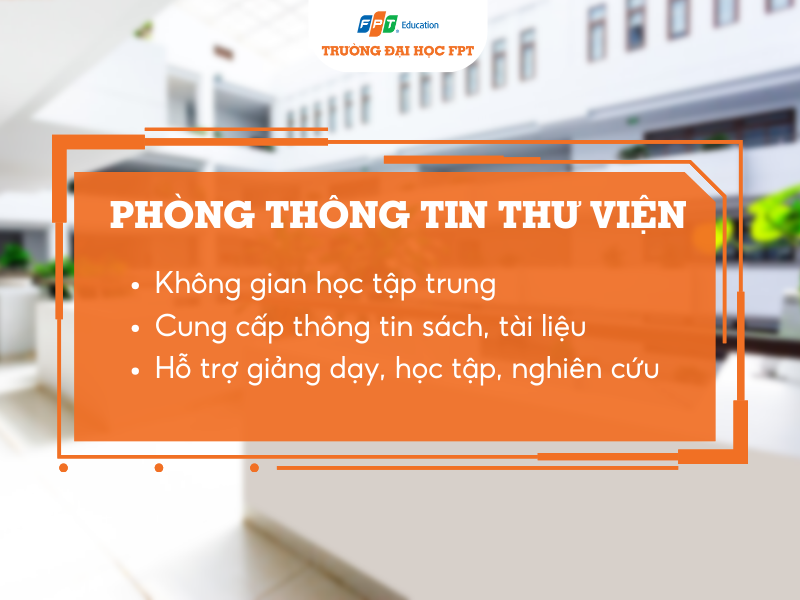 FPT Education
TRƯỜNG ĐẠI HỌC FPT
PHÒNG THÔNG TIN THƯ VIỆN
• Không gian học tập trung
• Cung cấp thông tin sách, tài liệu
• Hỗ trợ giảng dạy, học tập, nghiên cứu